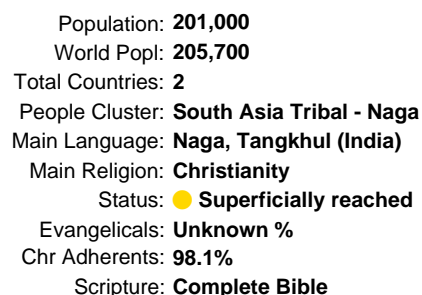 Population: 201,000
World Popl: 205,700
Total Countries: 2
People Cluster: South Asia Tribal - Naga
Main Language: Naga, Tangkhul (India)
Main Religion: Christianity
Status: Superficially reached
Evangelicals: Unknown %
Chr Adherents: 98.1%
Scripture: Complete Bible